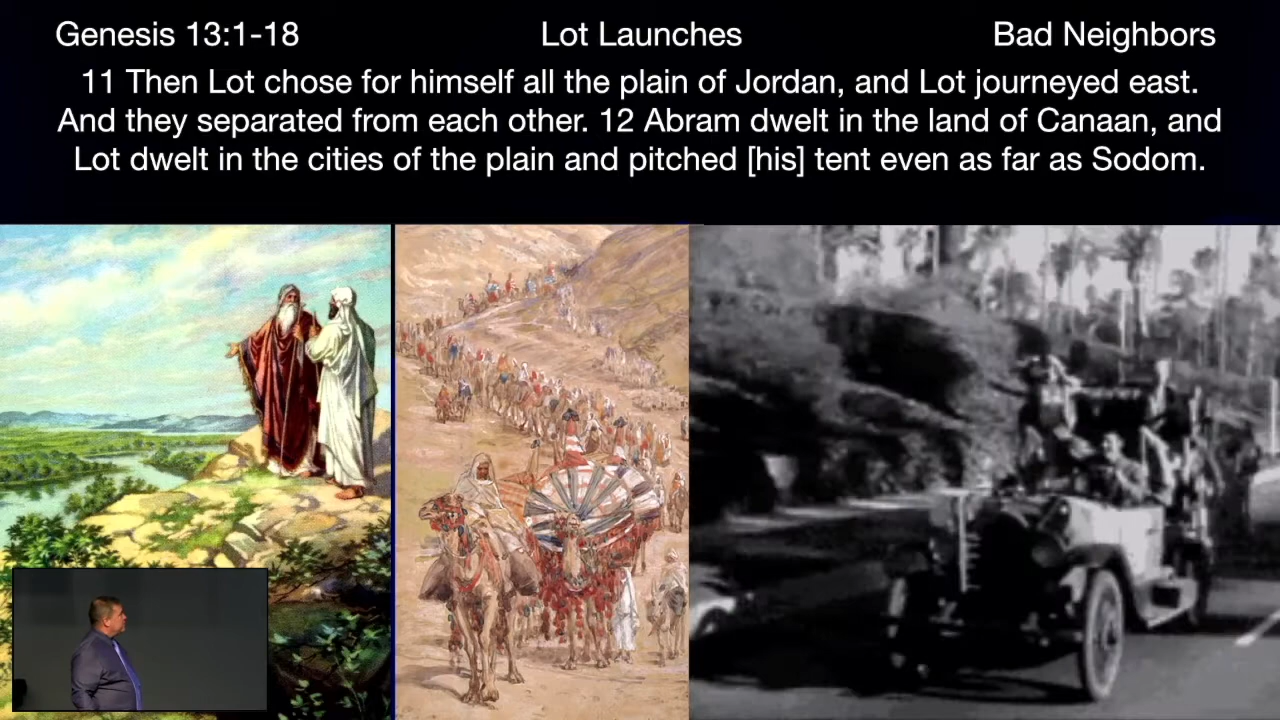 Genesis 13:1-18
Lot Launches
Bad Neighbors
11 Then Lot chose for himself all the plain of Jordan, and Lot journeyed east.
And they separated from each other. 12 Abram dwelt in the land of Canaan, and
Lot dwelt in the cities of the plain and pitched [his] tent even as far as Sodom.